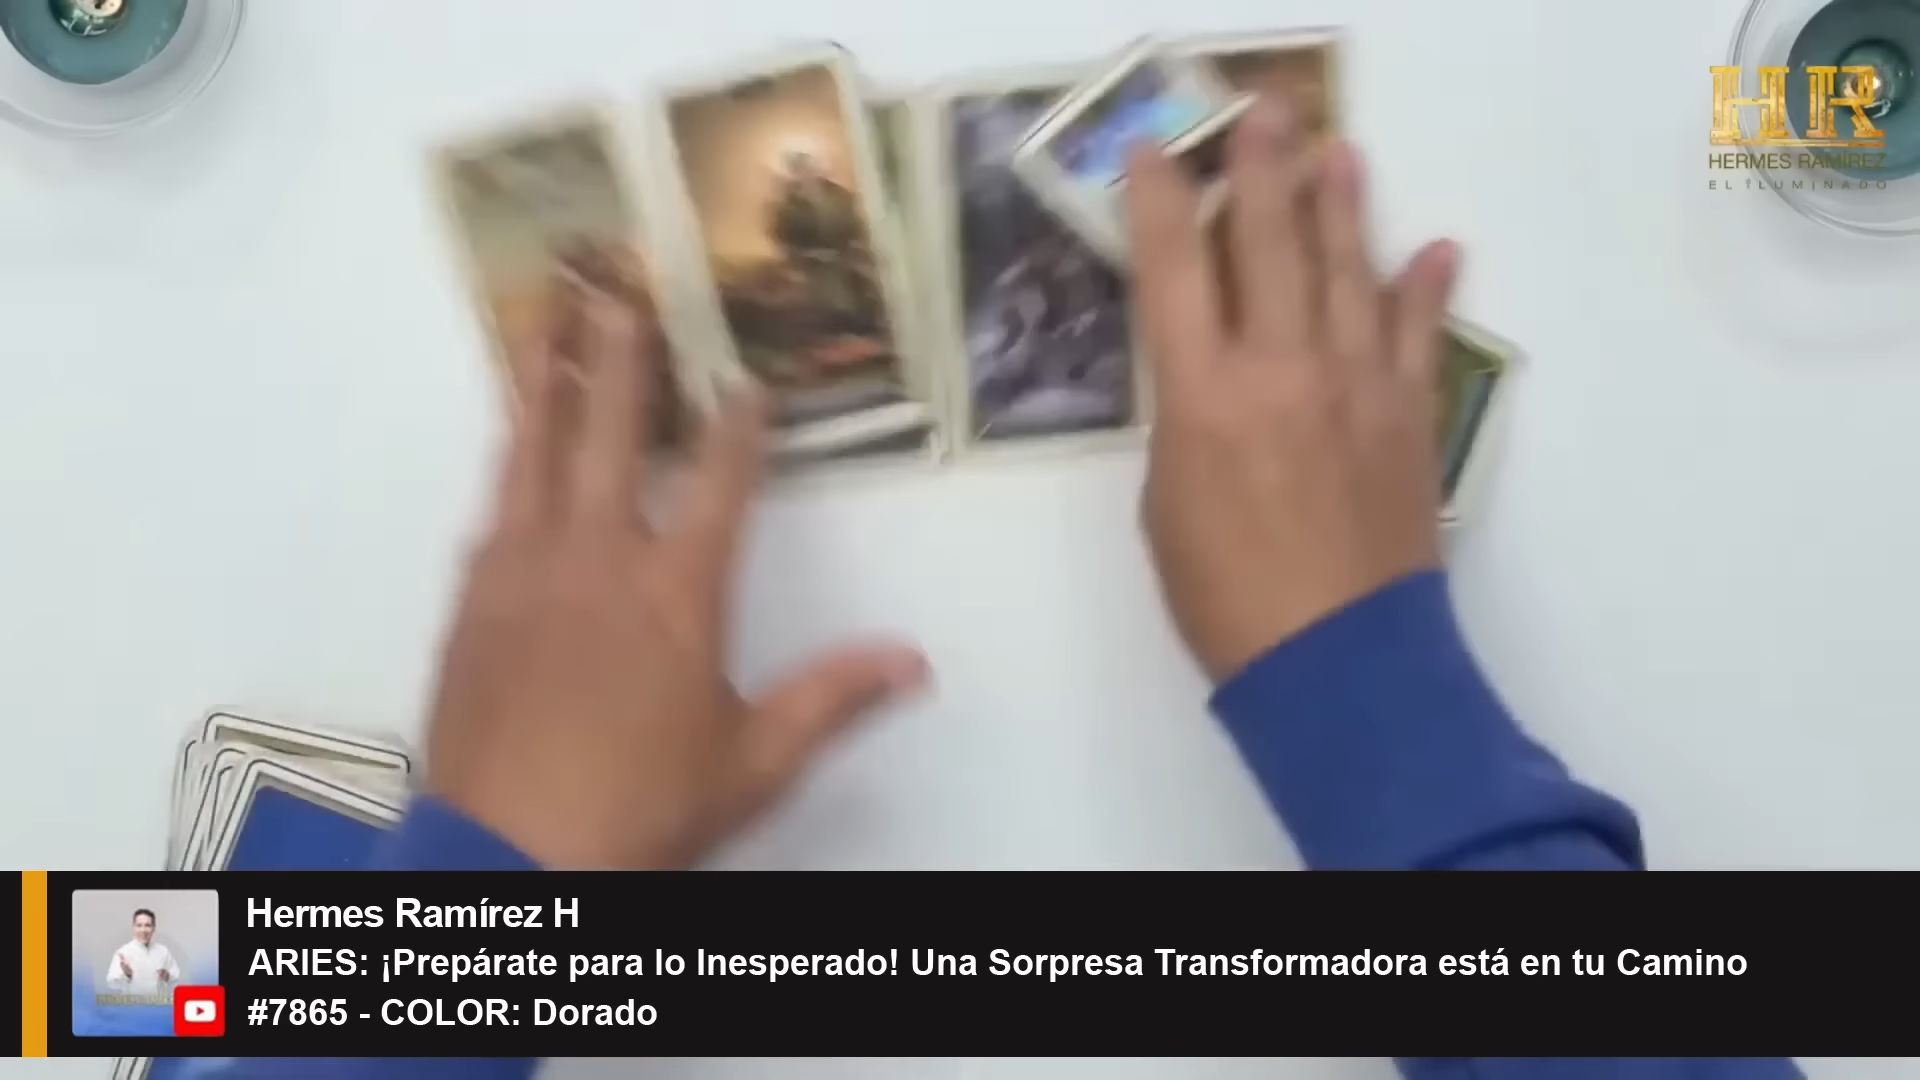 HR
HERMES RAMÍREZ
EL ILUMINADO
Hermes Ramírez H
ARIES: ¡Prepárate para lo Inesperado! Una Sorpresa Transformadora está en tu Camino
#7865 - COLOR: Dorado